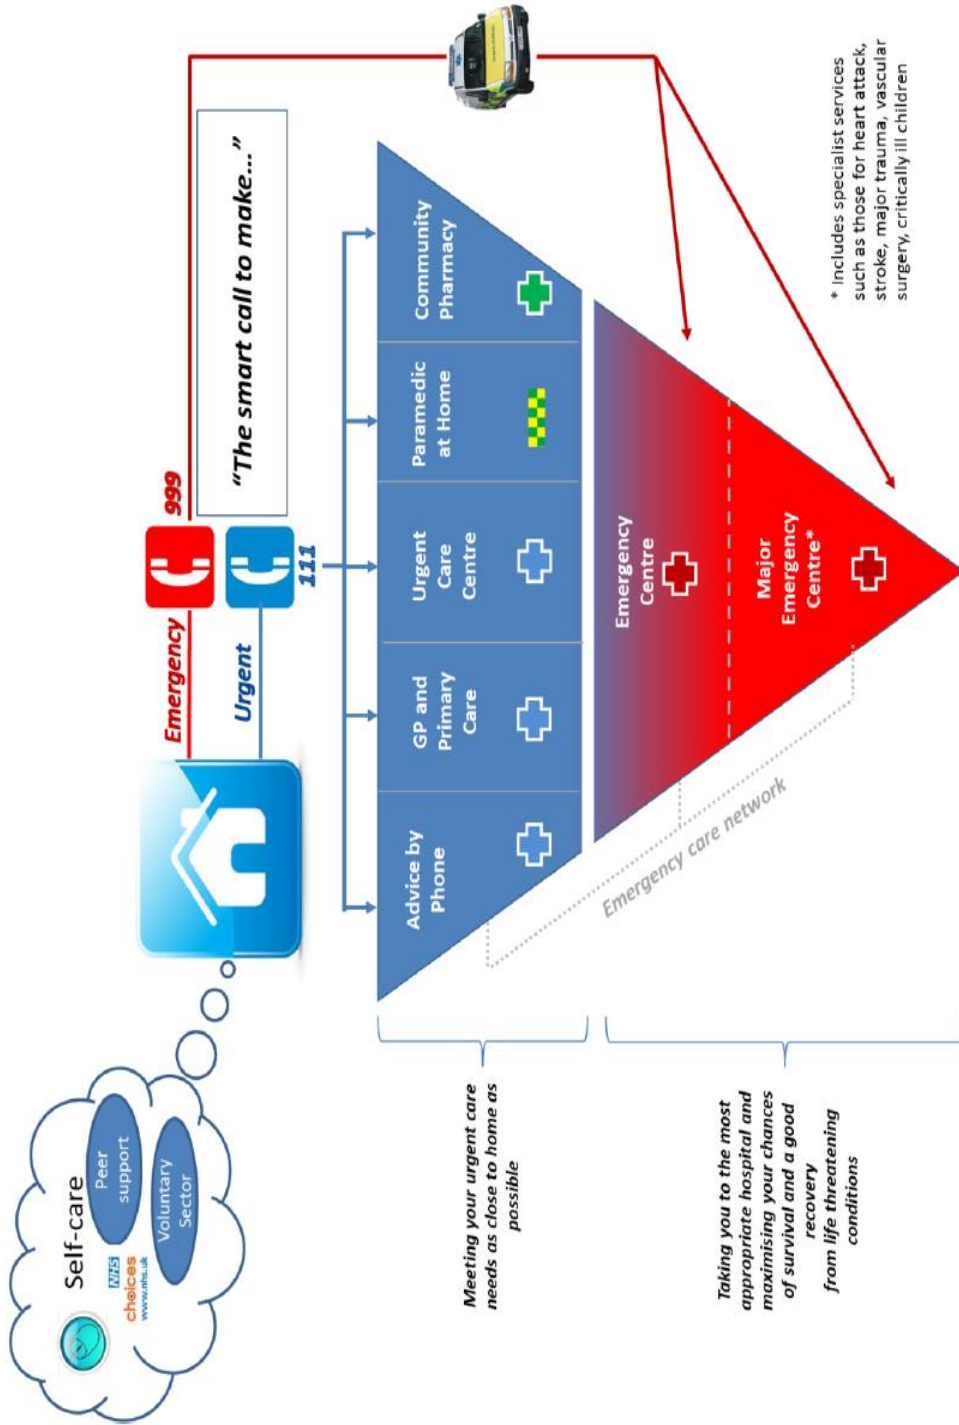 Self-care
NHS
choices
www.nhs.uk
Peer
support
Voluntary
Sector
Emergency
999
Urgent
111
"The smart call to make..."
Advice by
Phone
GP and
Primary
Care
Urgent
Care
Centre
Paramedic
at Home
Community
Pharmacy
Emergency
Centre
Major
Emergency
Centre*
Emergency care network
Meeting your urgent care
needs as close to home as
possible
Taking you to the most
appropriate hospital and
maximising your chances
of survival and a good
recovery
from life threatening
conditions
* Includes specialist services
such as those for heart attack,
stroke, major trauma, vascular
surgery, critically ill children